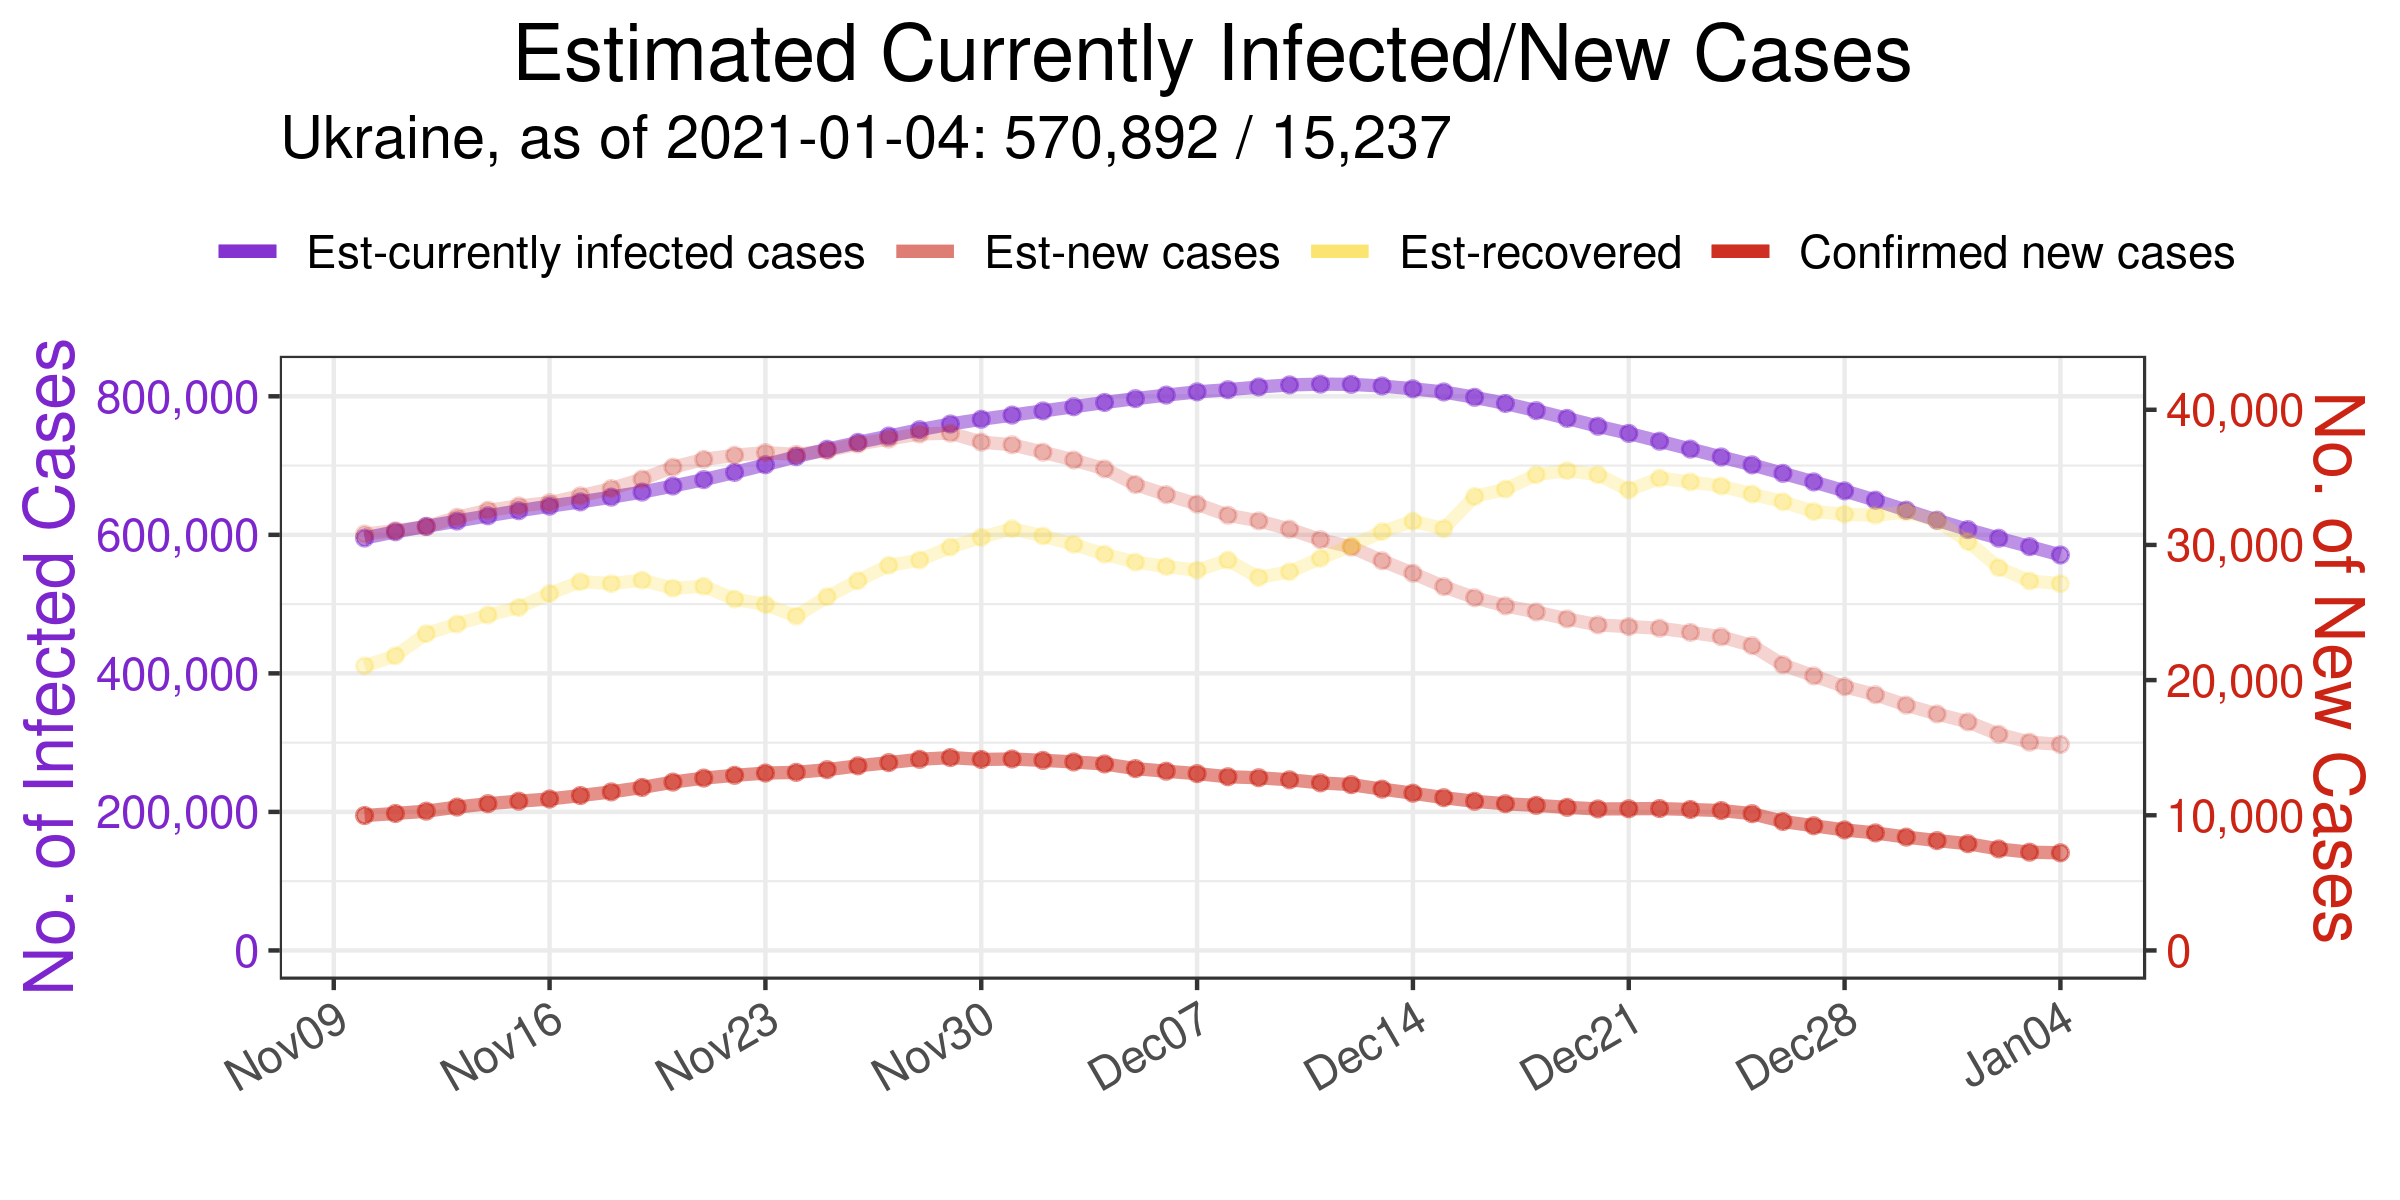 Estimated Currently Infected/New Cases
Ukraine, as of 2021-01-04: 570,892 / 15,237
Est-currently infected cases Est-new cases Est-recovered Confirmed new cases
No. of Infected Cases
800,000
600,000
400,000
200,000
0
40,000
30,000
20,000
10,000
0
No. of New Cases
Nov09 Nov16 Nov23 Nov30 Dec07 Dec14 Dec21 Dec28 Jan04